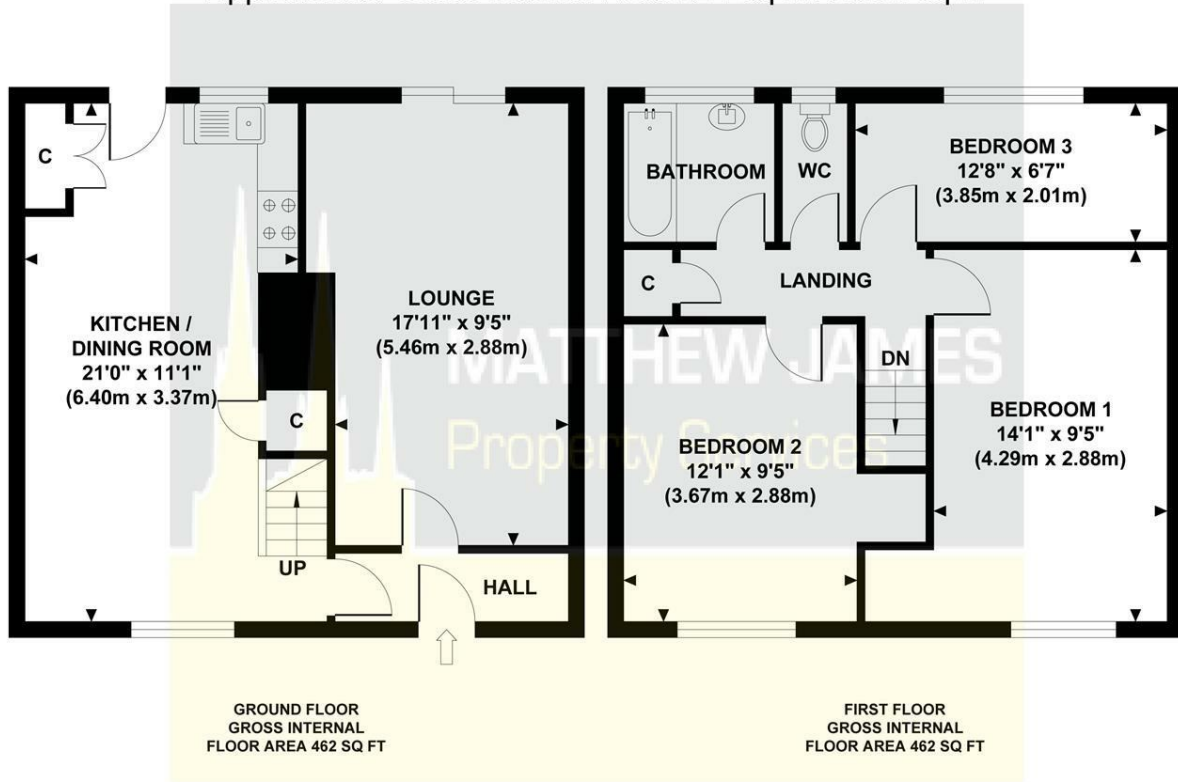 C
KITCHEN /
DINING ROOM
21'0" x 11'1"
(6.40m x 3.37m)
LOUNGE
17'11" x 9'5"
(5.46m x 2.88m)
C
UP
HALL
BATHROOM
WC
BEDROOM 3
12'8" x 6'7"
(3.85m x 2.01m)
C
LANDING
DN
BEDROOM 2
12'1" x 9'5"
(3.67m x 2.88m)
BEDROOM 1
14'1" x 9'5"
(4.29m x 2.88m)
MATTHEW JAMES
Property Services
GROUND FLOOR
GROSS INTERNAL
FLOOR AREA 462 SQ FT
FIRST FLOOR
GROSS INTERNAL
FLOOR AREA 462 SQ FT